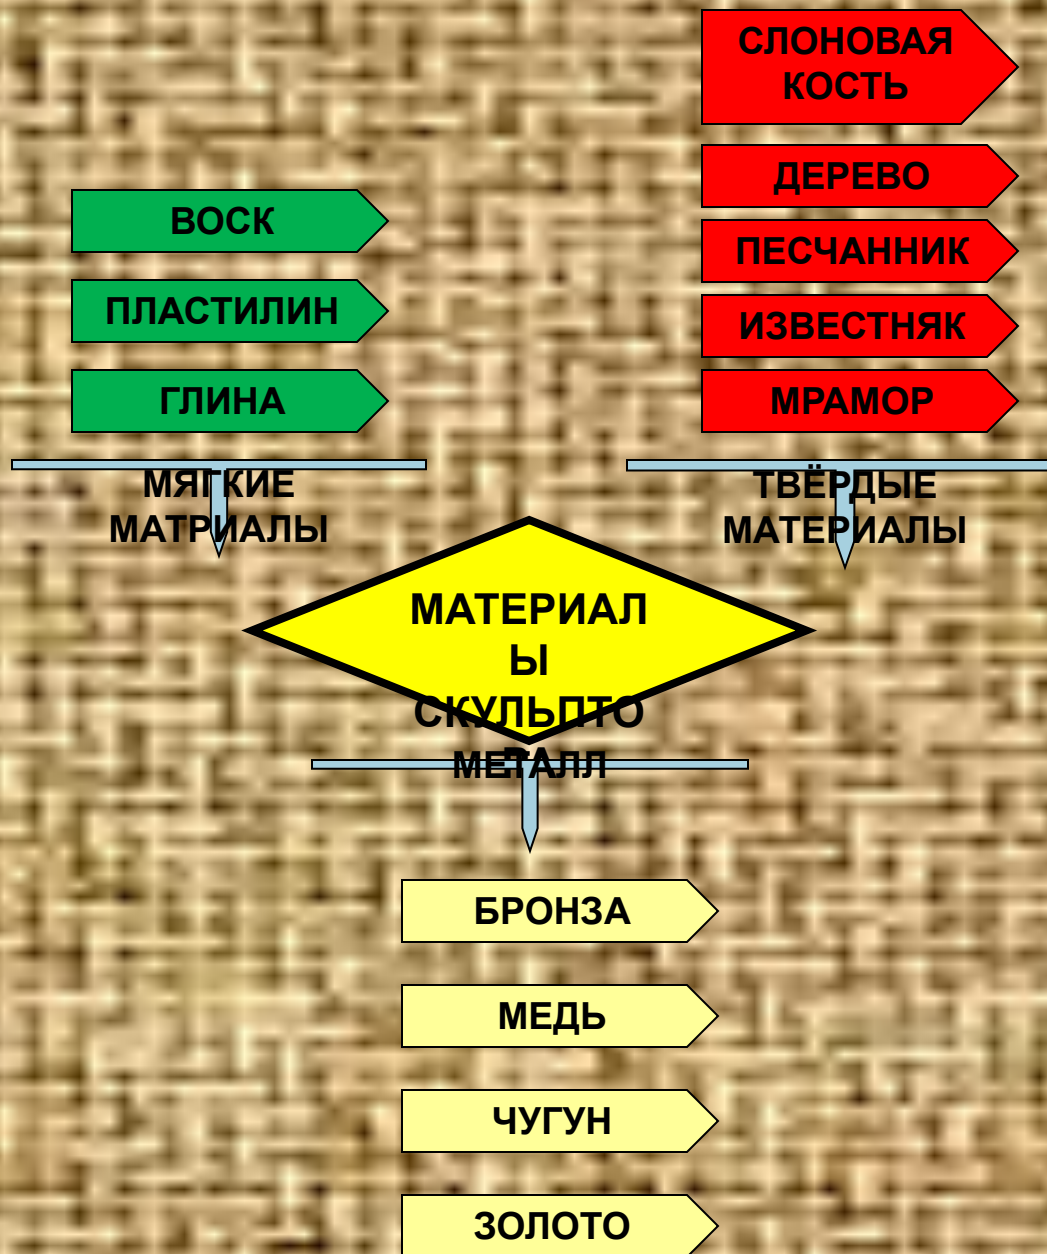 СЛОНОВАЯ
КОСТЬ
ДЕРЕВО
ПЕСЧАННИК
ИЗВЕСТНЯК
МРАМОР
ВОСК
ПЛАСТИЛИН
ГЛИНА
МЯГКИЕ
МАТРИАЛЫ
ТВЁРДЫЕ
МАТЕРИАЛЫ
МАТЕРИАЛ
Ы
СКУЛЬПТО
РА
МЕТАЛЛ
БРОНЗА
МЕДЬ
ЧУГУН
ЗОЛОТО